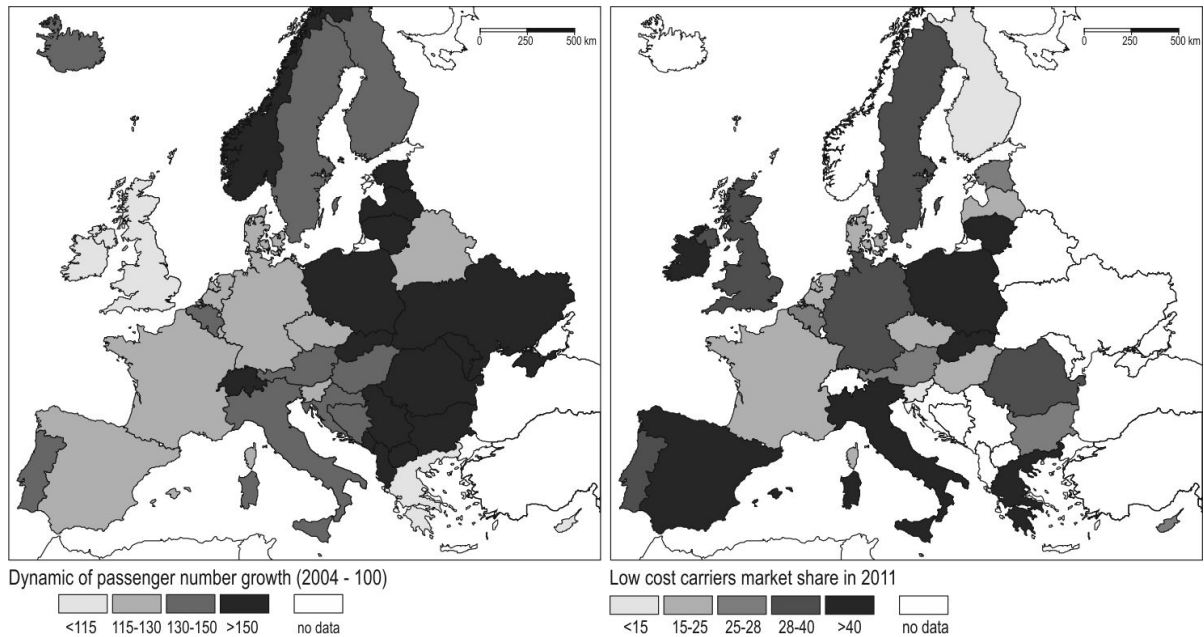 0 250 500 km
0 250 500 km
Dynamic of passenger number growth (2004 - 100)
<115 115-130 130-150 >150 no data
Low cost carriers market share in 2011
<15 15-25 25-28 28-40 >40 no data